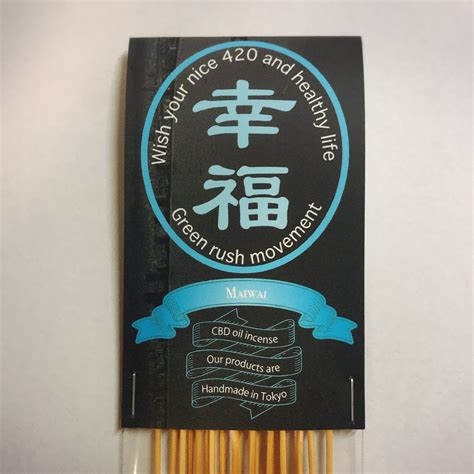 Wish your nice 420 and healthy life
幸
福
Green rush movement
MAIWAI
CBD oil incense
Our products are
Handmade in Tokyo